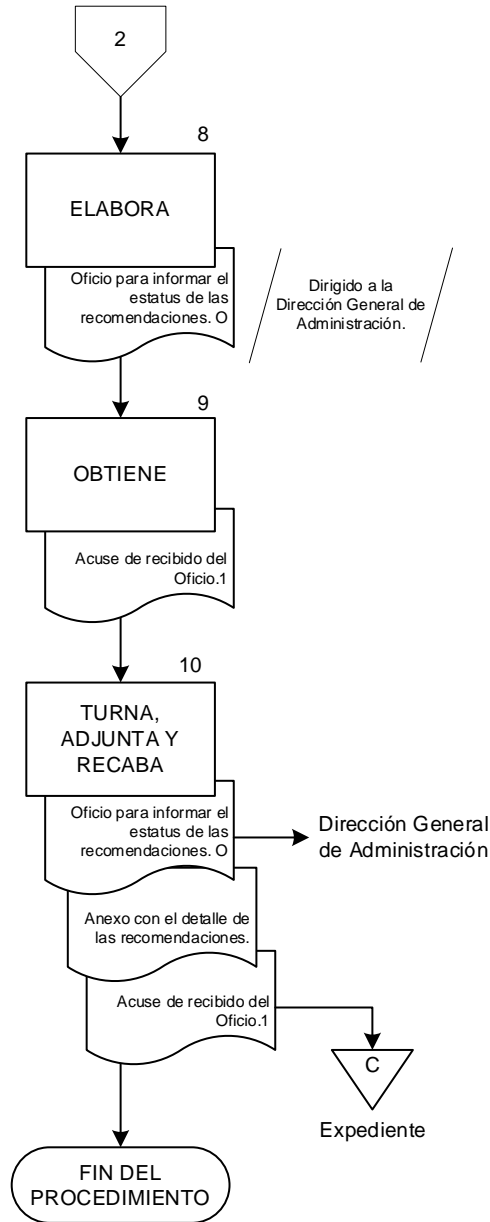 2
8
ELABORA
Oficio para informar el
estatus de las
recomendaciones. O
Dirigido a la
Dirección General de
Administración.
9
OBTIENE
Acuse de recibido del
Oficio.1
10
TURNA,
ADJUNTA Y
RECABA
Oficio para informar el
estatus de las
recomendaciones. O
Dirección General
de Administración
Anexo con el detalle de
las recomendaciones.
Acuse de recibido del
Oficio.1
C
Expediente
FIN DEL
PROCEDIMIENTO